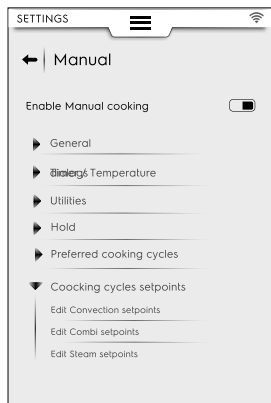 SETTINGS
Manual
Enable Manual cooking
General
Temperature
Utilities
Hold
Preferred cooking cycles
Coocking cycles setpoints
Edit Convection setpoints
Edit Combi setpoints
Edit Steam setpoints